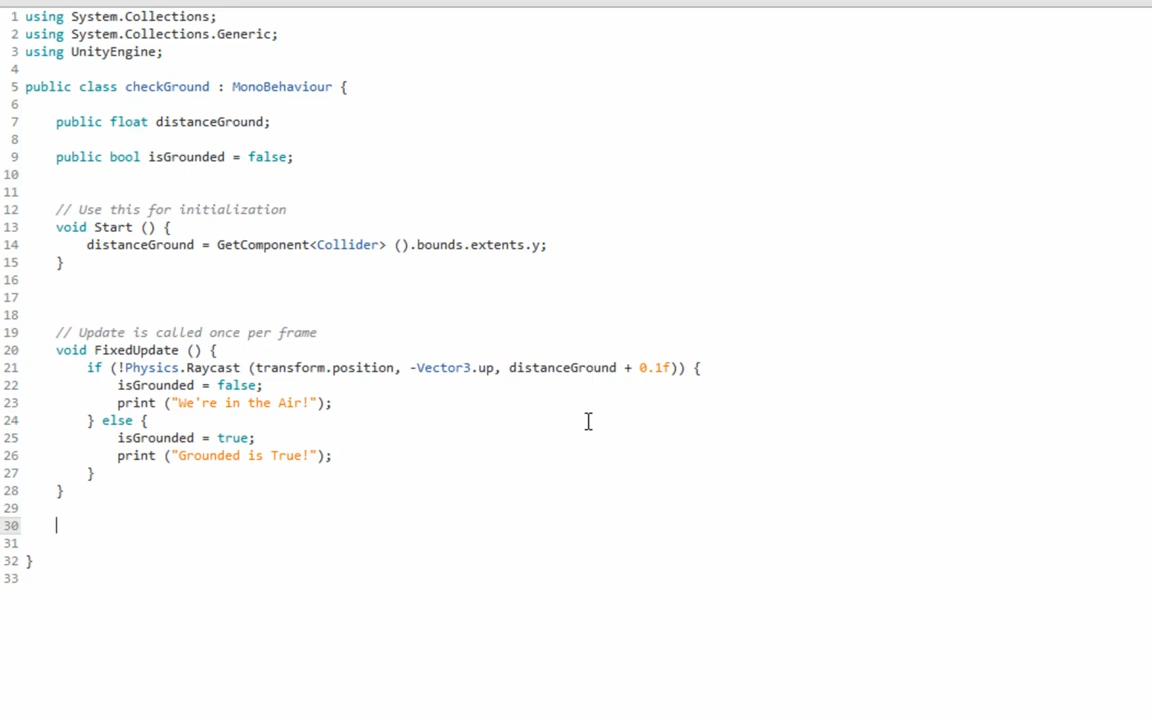 1 using System.Collections;
2 using System.Collections.Generic;
3 using UnityEngine;
4
5 public class checkGround : MonoBehaviour {
6
7     public float distanceGround;
8
9     public bool isGrounded = false;
10
11
12     // Use this for initialization
13     void Start () {
14         distanceGround = GetComponent<Collider> ().bounds.extents.y;
15     }
16
17
18
19     // Update is called once per frame
20     void FixedUpdate () {
21         if (!Physics.Raycast (transform.position, -Vector3.up, distanceGround + 0.1f)) {
22             isGrounded = false;
23             print ("We're in the Air!");
24         } else {
25             isGrounded = true;
26             print ("Grounded is True!");
27         }
28     }
29
30
31
32 }
33